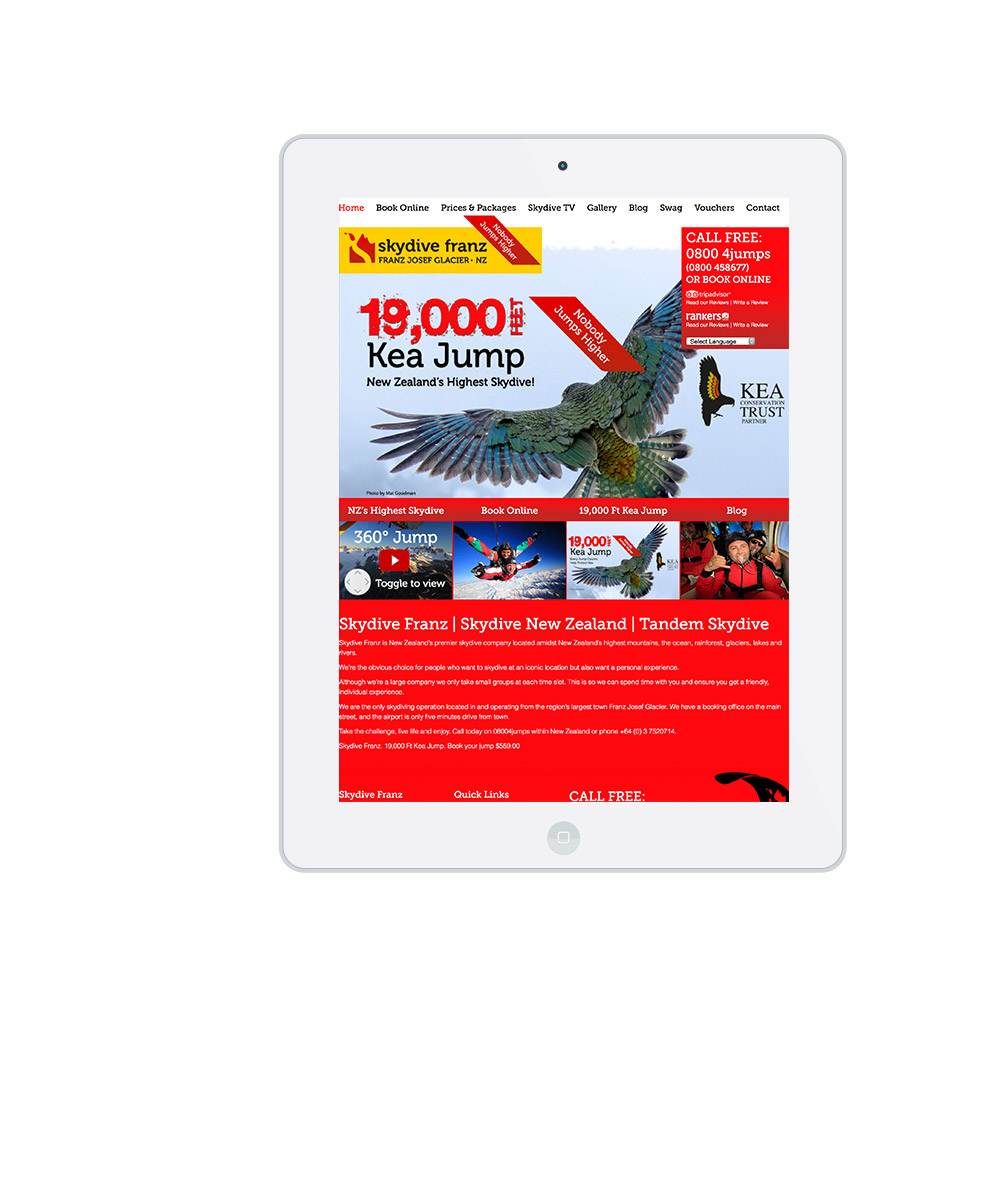 Home Book Online Prices & Packages Skydive TV Gallery Blog Swag Vouchers Contact
skydive franz
FRANZ JOSEF GLACIER · NZ
Nobody
Jumps Higher
CALL FREE:
0800 4jumps
(0800 458677)
OR BOOK ONLINE
tripadvisor
Read our Reviews | Write a Review
rankers
Read our Reviews | Write a Review
Select Language
19,000 FEET
Kea Jump
New Zealand's Highest Skydive!
Nobody
Jumps Higher
KEA
CONSERVATION
TRUST
PARTNER
Photo by Mat Goodman
NZ's Highest Skydive Book Online 19,000 Ft Kea Jump Blog
360° Jump
Toggle to view
19,000 FEET
Kea Jump
KEA
Skydive Franz | Skydive New Zealand | Tandem Skydive
Skydive Franz is New Zealand's premier skydive company located amidst New Zealand's highest mountains, the ocean, rainforest, glaciers, lakes and
rivers.
We're the obvious choice for people who want to skydive at an iconic location but also want a personal experience.
Although we're a large company we only take small groups at each time slot. This is so we can spend time with you and ensure you get a friendly,
individual experience.
We are the only skydiving operation located in and operating from the region's largest town Franz Josef Glacier. We have a booking office on the main
street, and the airport is only five minutes drive from town.
Take the challenge, live life and enjoy. Call today on 08004jumps within New Zealand or phone +64 (0) 3 7520714.
Skydive Franz. 19,000 Ft Kea Jump. Book your jump $559.00
Skydive Franz Quick Links CALL FREE: